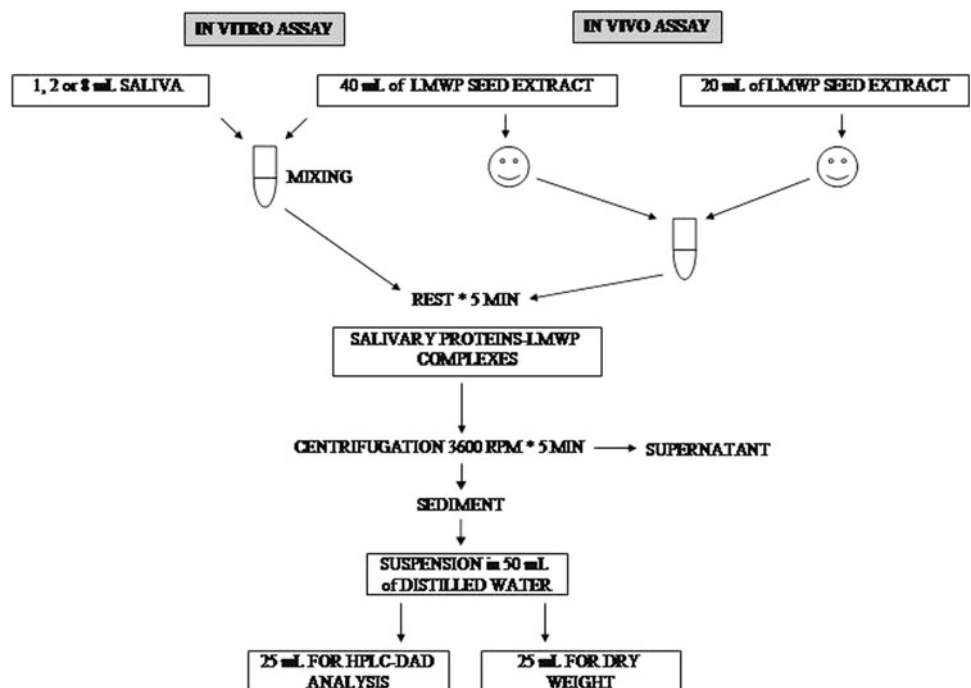 IN VITRO ASSAY
IN VIVO ASSAY
1, 2 or 8 mL SALIVA
40 mL of LMWP SEED EXTRACT
20 mL of LMWP SEED EXTRACT
MIXING
REST * 5 MIN
SALIVARY PROTEINS-LMWP
COMPLEXES
CENTRIFUGATION 3600 RPM * 5 MIN
SUPERNATANT
SEDIMENT
SUSPENSION in 50 mL
of DISTILLED WATER
25 mL FOR HPLC-DAD
ANALYSIS
25 mL FOR DRY
WEIGHT